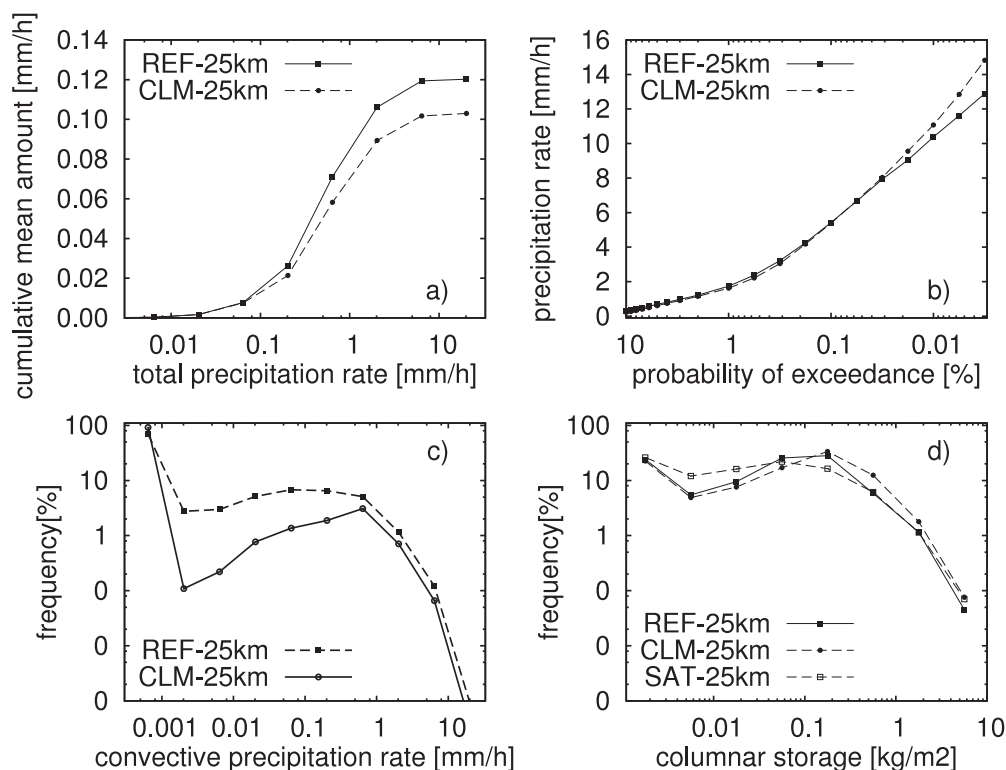 cumulative mean amount [mm/h]
0.14
0.12
0.10
0.08
0.06
0.04
0.02
0.00
REF-25km
CLM-25km
a)
0.01 0.1 1 10
total precipitation rate [mm/h]
precipitation rate [mm/h]
16
14
12
10
8
6
4
2
0
REF-25km
CLM-25km
b)
10 1 0.1 0.01
probability of exceedance [%]
frequency[%]
100
10
1
0
0
0
c)
REF-25km
CLM-25km
0.001 0.01 0.1 1 10
convective precipitation rate [mm/h]
frequency[%]
100
10
1
0
0
0
d)
REF-25km
CLM-25km
SAT-25km
0.01 0.1 1 10
columnar storage [kg/m2]